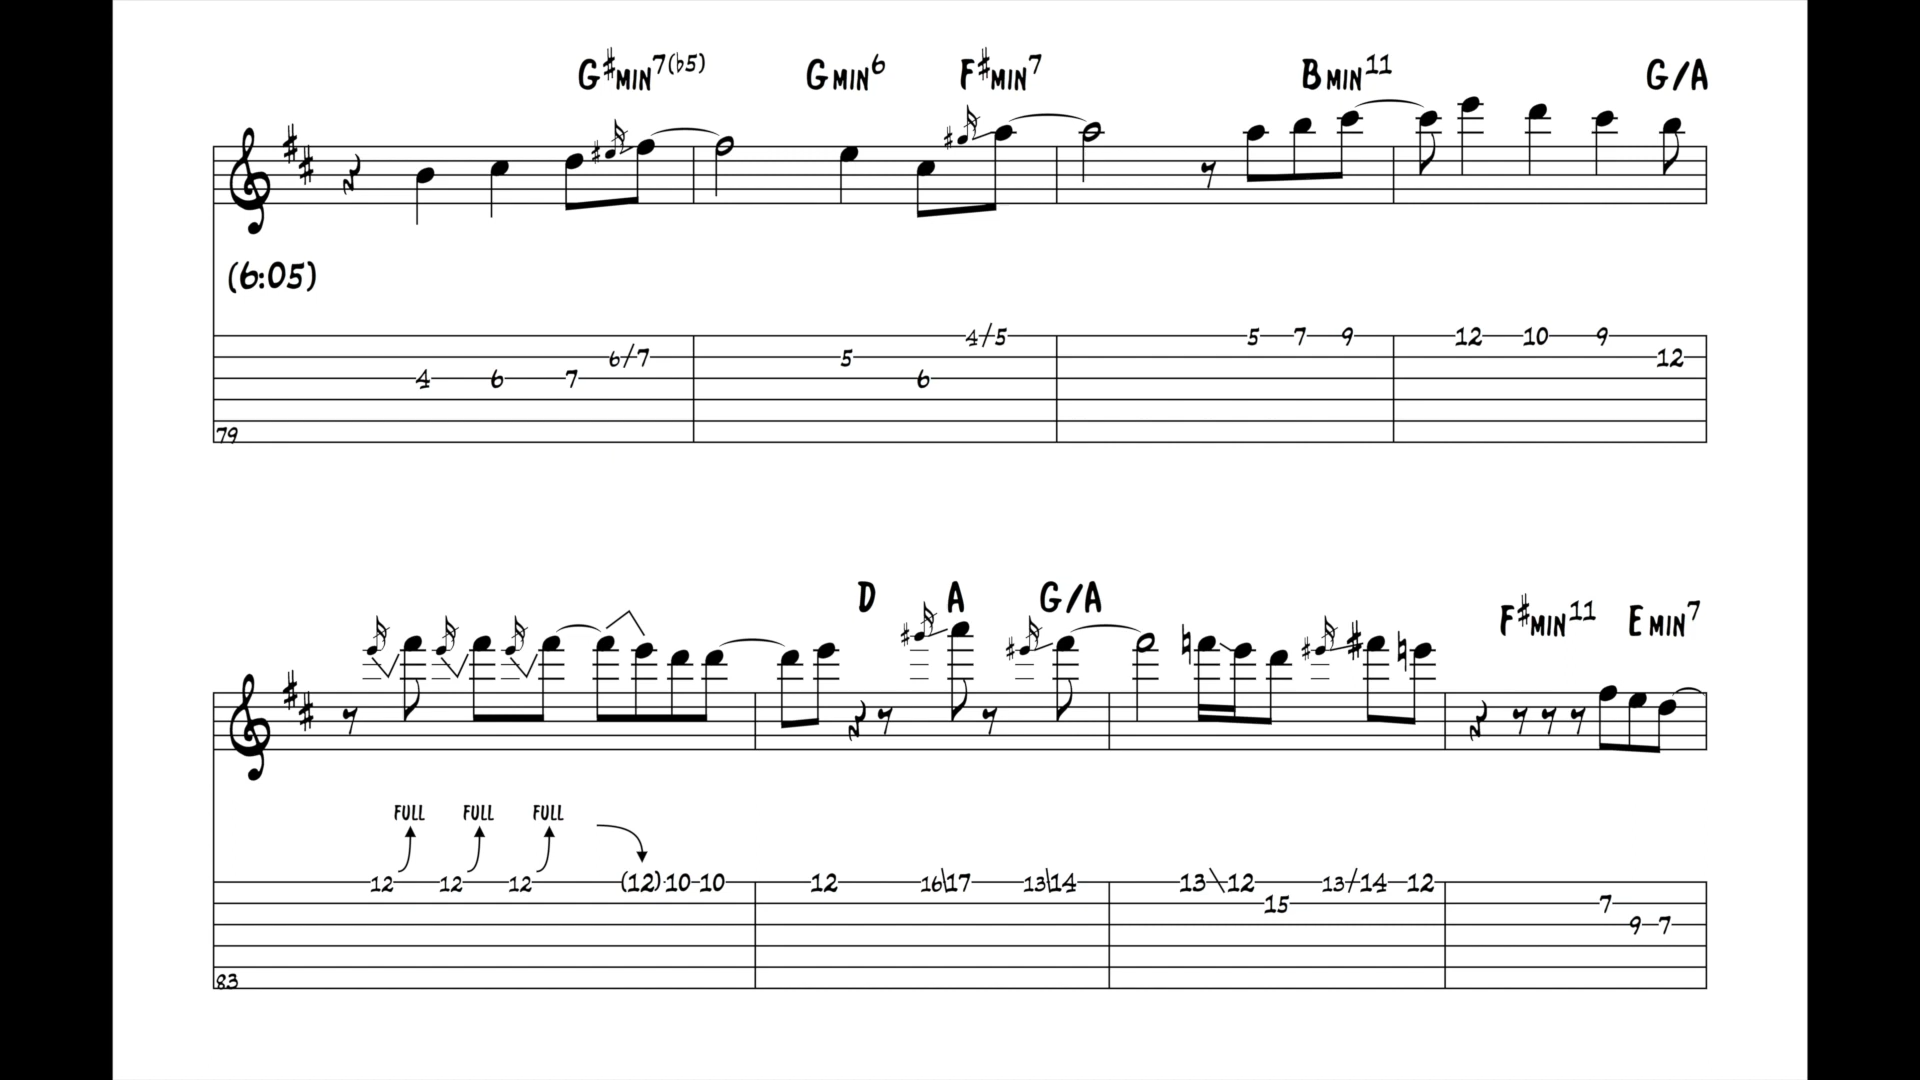 G♯MIN7(♭5) GMIN6 F♯MIN7 BMIN11 G/A
(6:05)
4/5 5 7 9 12 10 9
6/7 5 12
4 6 7 6
79
D A G/A F♯MIN11 EMIN7
FULL FULL FULL
12 12 12 (12) 10 10 12 16\17 13\14 13\12 13/14 12
15 7
9 7
83